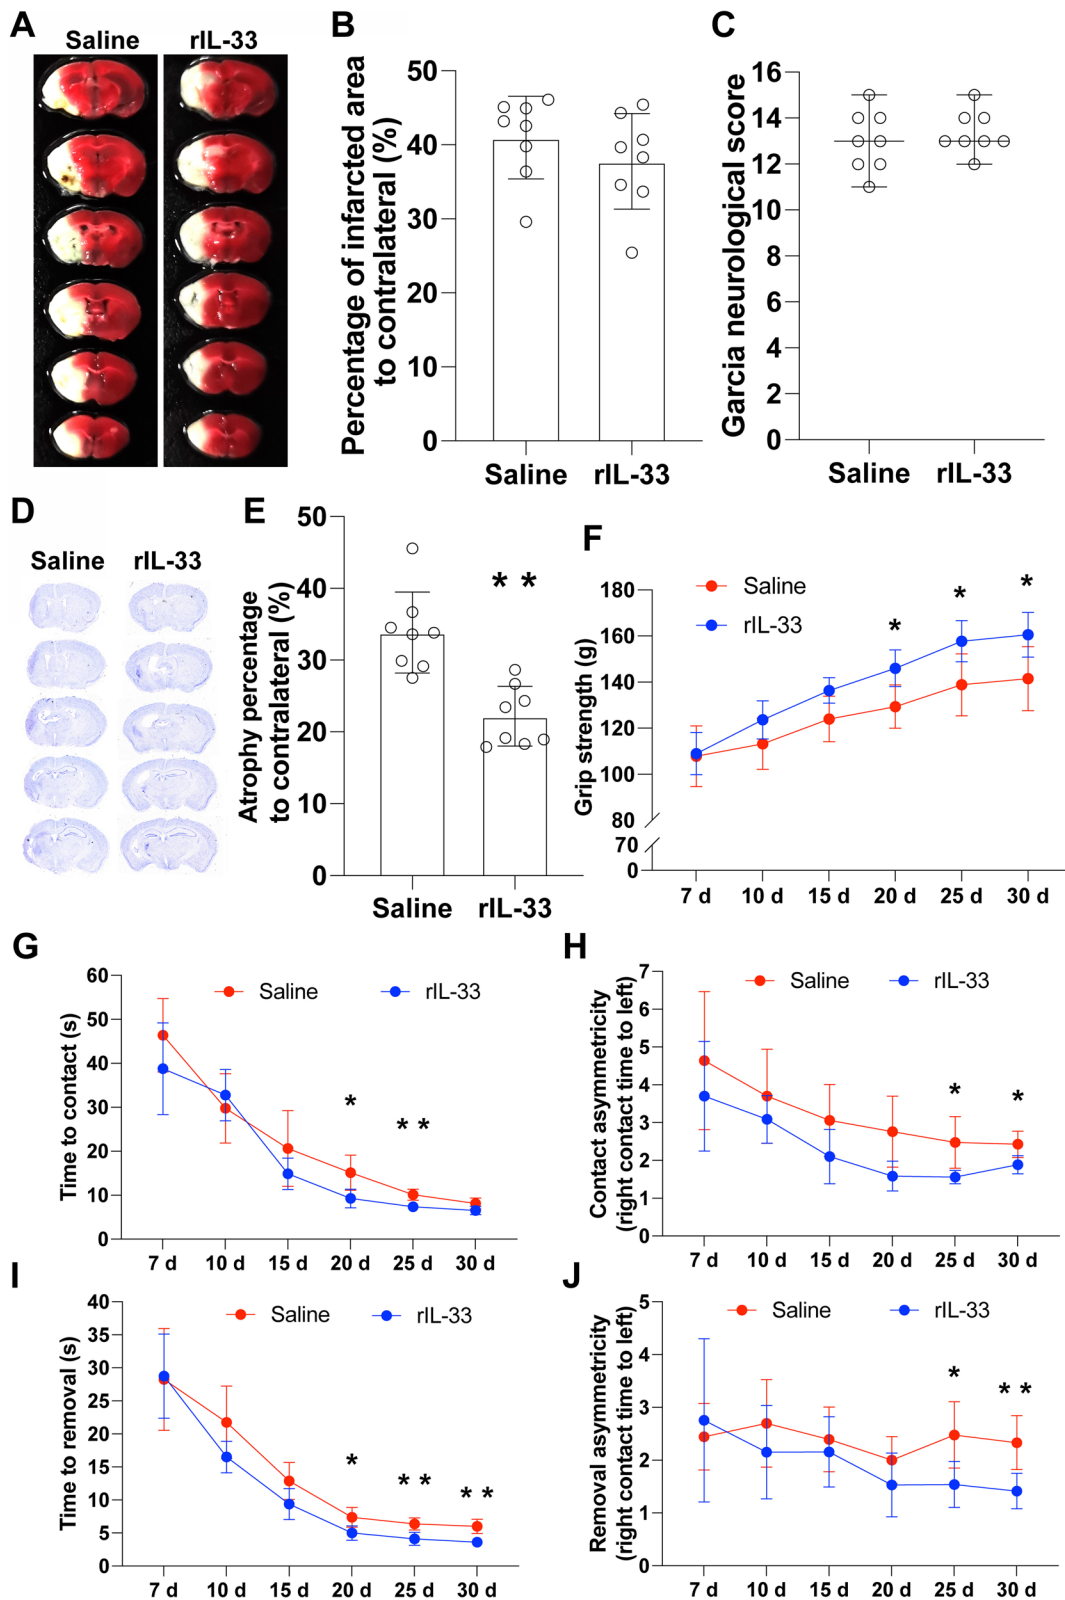 A
Saline
rIL-33
B
Percentage of infarcted area
to contralateral (%)
50
40
30
20
10
0
Saline
rIL-33
C
Garcia neurological score
16
14
12
10
8
6
4
2
0
Saline
rIL-33
D
Saline
rIL-33
E
Atrophy percentage
to contralateral (%)
50
40
30
20
10
0
* *
Saline
rIL-33
F
Grip strength (g)
180
160
140
120
100
80
70
0
Saline
rIL-33
*
*
*
7 d
10 d
15 d
20 d
25 d
30 d
G
Time to contact (s)
60
50
40
30
20
10
0
Saline
rIL-33
*
* *
7 d
10 d
15 d
20 d
25 d
30 d
H
Contact asymmetricity
(right contact time to left)
7
6
5
4
3
2
1
0
Saline
rIL-33
*
*
7 d
10 d
15 d
20 d
25 d
30 d
I
Time to removal (s)
40
35
30
25
20
15
10
5
0
Saline
rIL-33
*
* *
* *
7 d
10 d
15 d
20 d
25 d
30 d
J
Removal asymmetricity
(right contact time to left)
5
4
3
2
1
0
Saline
rIL-33
*
* *
7 d
10 d
15 d
20 d
25 d
30 d